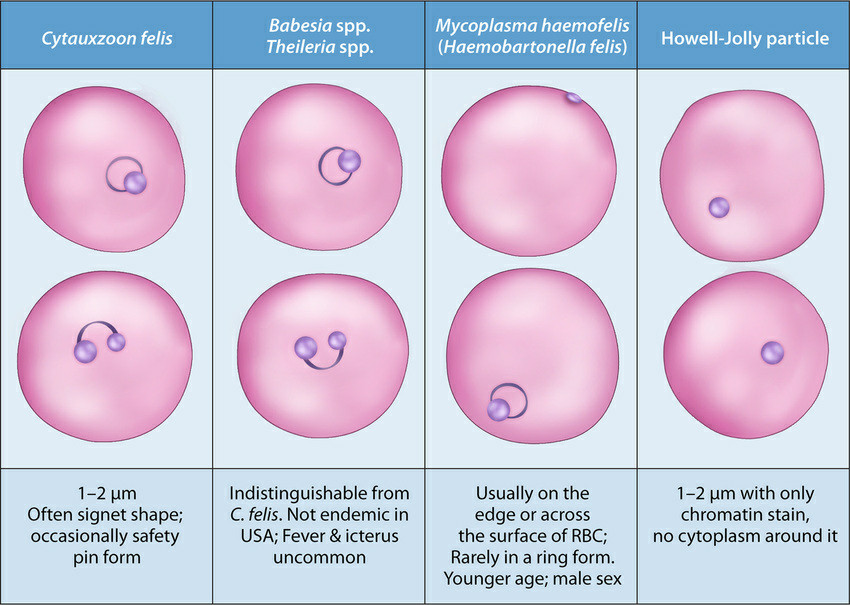 Cytauxzoon felis
Babesia spp.
Theileria spp.
Mycoplasma haemofelis
(Haemobartonella felis)
Howell-Jolly particle
1–2 µm
Often signet shape;
occasionally safety
pin form
Indistinguishable from
C. felis. Not endemic in
USA; Fever & icterus
uncommon
Usually on the
edge or across
the surface of RBC;
Rarely in a ring form.
Younger age; male sex
1–2 µm with only
chromatin stain,
no cytoplasm around it